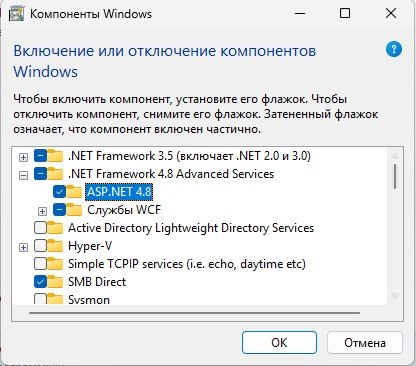 Компоненты Windows
Включение или отключение компонентов
Windows
Чтобы включить компонент, установите его флажок. Чтобы
отключить компонент, снимите его флажок. Затененный флажок
означает, что компонент включен частично.
.NET Framework 3.5 (включает .NET 2.0 и 3.0)
.NET Framework 4.8 Advanced Services
ASP.NET 4.8
Службы WCF
Active Directory Lightweight Directory Services
Hyper-V
Simple TCPIP services (i.e. echo, daytime etc)
SMB Direct
Sysmon
OK
Отмена